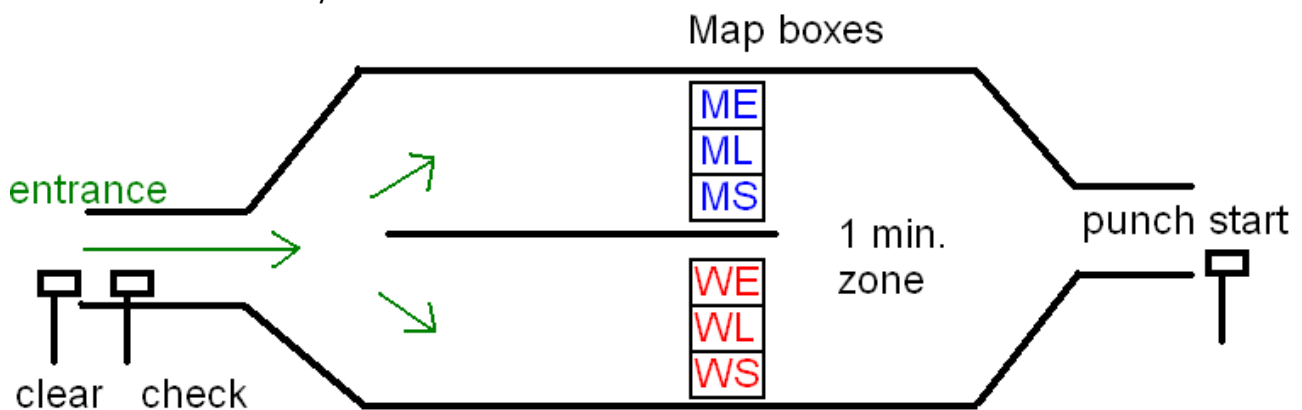 Map boxes
ME
ML
MS
entrance
punch start
1 min.
zone
WE
WL
WS
clear check